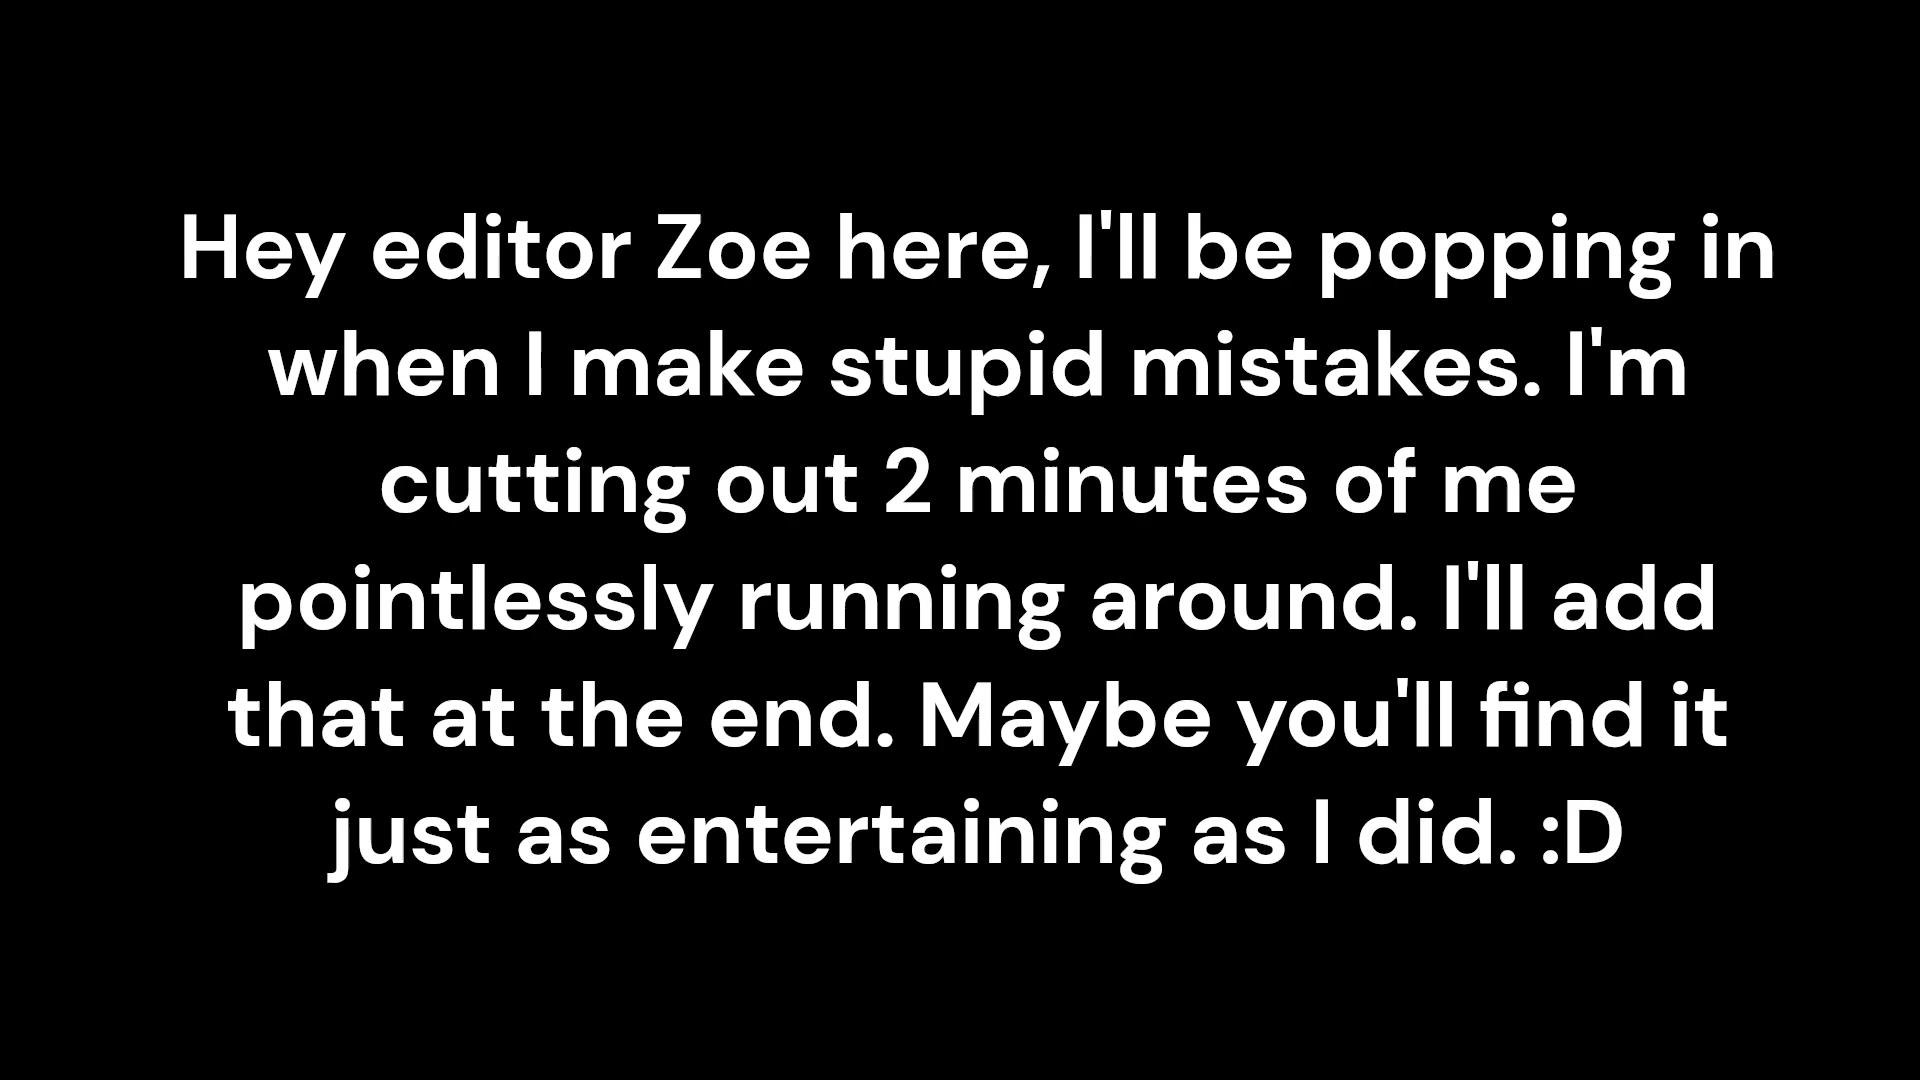 Hey editor Zoe here, I'll be popping in
when I make stupid mistakes. I'm
cutting out 2 minutes of me
pointlessly running around. I'll add
that at the end. Maybe you'll find it
just as entertaining as I did. :D